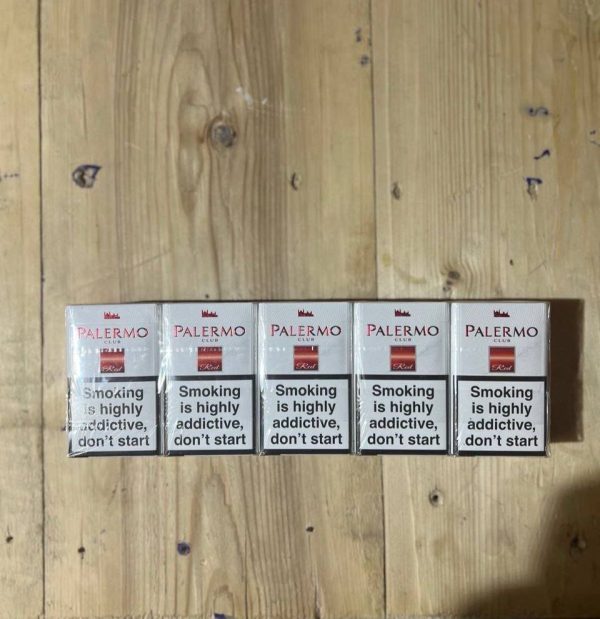 PALERMO
CLUB
Red
Smoking
is highly
addictive,
don't start
PALERMO
CLUB
Red
Smoking
is highly
addictive,
don't start
PALERMO
CLUB
Red
Smoking
is highly
addictive,
don't start
PALERMO
CLUB
Red
Smoking
is highly
addictive,
don't start
PALERMO
CLUB
Red
Smoking
is highly
addictive,
don't start